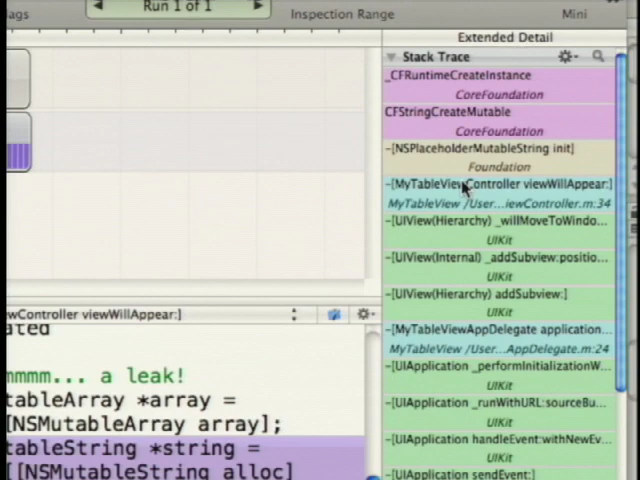 ags
Run 1 of 1
Inspection Range
Mini
Extended Detail
Stack Trace
_CFRuntimeCreateInstance
CoreFoundation
CFStringCreateMutable
CoreFoundation
-[NSPlaceholderMutableString init]
Foundation
-[MyTableViewController viewWillAppear:]
MyTableView /User...iewController.m:34
-[UIView(Hierarchy) _willMoveToWindo...
UIKit
-[UIView(Internal) _addSubview:positio...
UIKit
-[UIView(Hierarchy) addSubview:]
UIKit
-[MyTableViewAppDelegate application...
MyTableView /User...AppDelegate.m:24
-[UIApplication _performInitializationW...
UIKit
-[UIApplication _runWithURL:sourceBu...
UIKit
-[UIApplication handleEvent:withNewEv...
UIKit
-[UIApplication sendEvent:]
ewController viewWillAppear:]
ated
mmmm... a leak!
tableArray *array =
[NSMutableArray array];
tableString *string =
[[NSMutableString alloc]